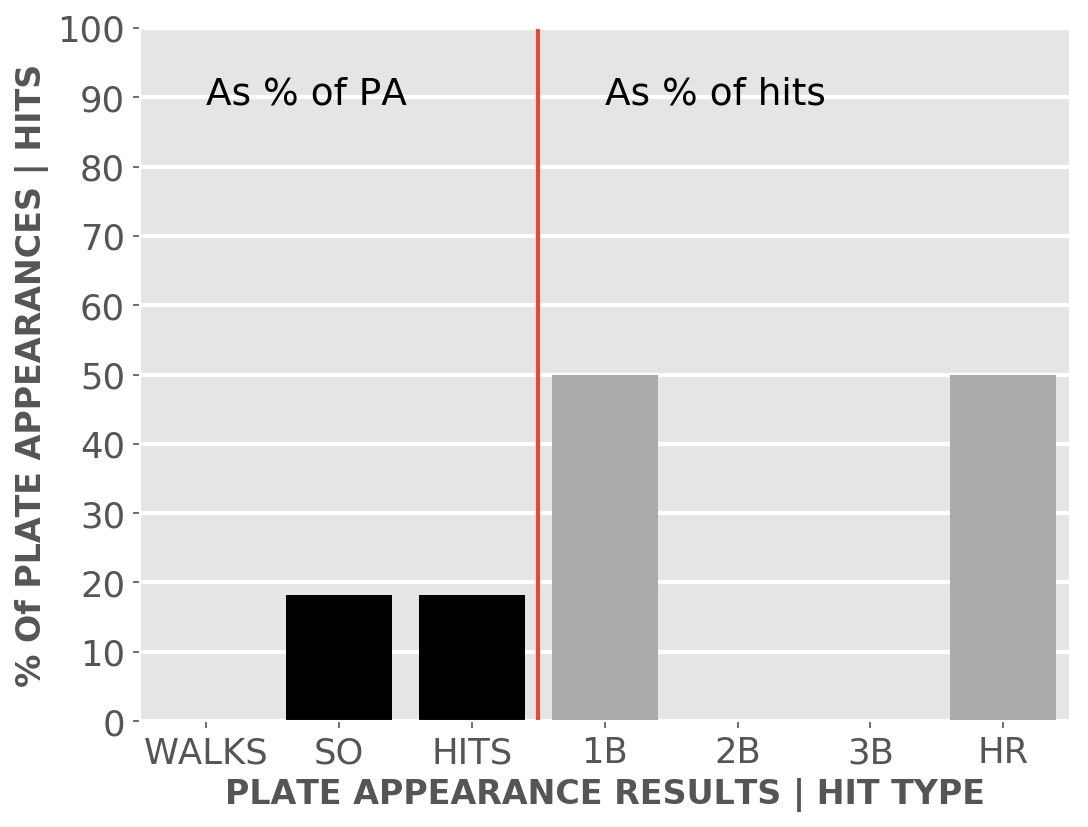 % Of PLATE APPEARANCES | HITS
100
90
80
70
60
50
40
30
20
10
0
As % of PA
As % of hits
WALKS SO HITS 1B 2B 3B HR
PLATE APPEARANCE RESULTS | HIT TYPE